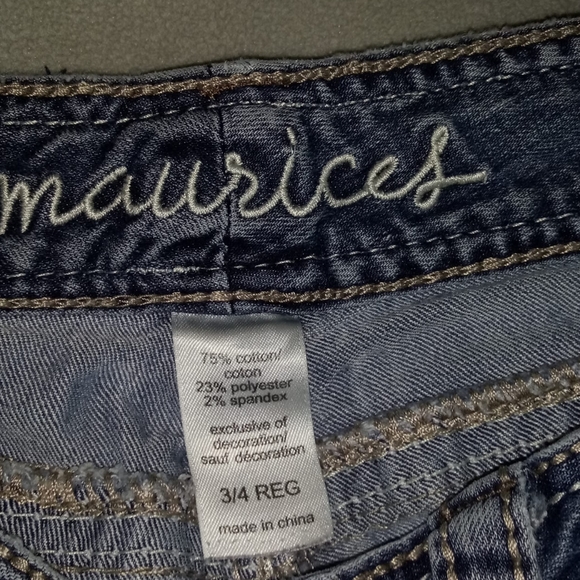 maurices
75% cotton/
coton
23% polyester
2% spandex
exclusive of
decoration/
sauf décoration
3/4 REG
made in china